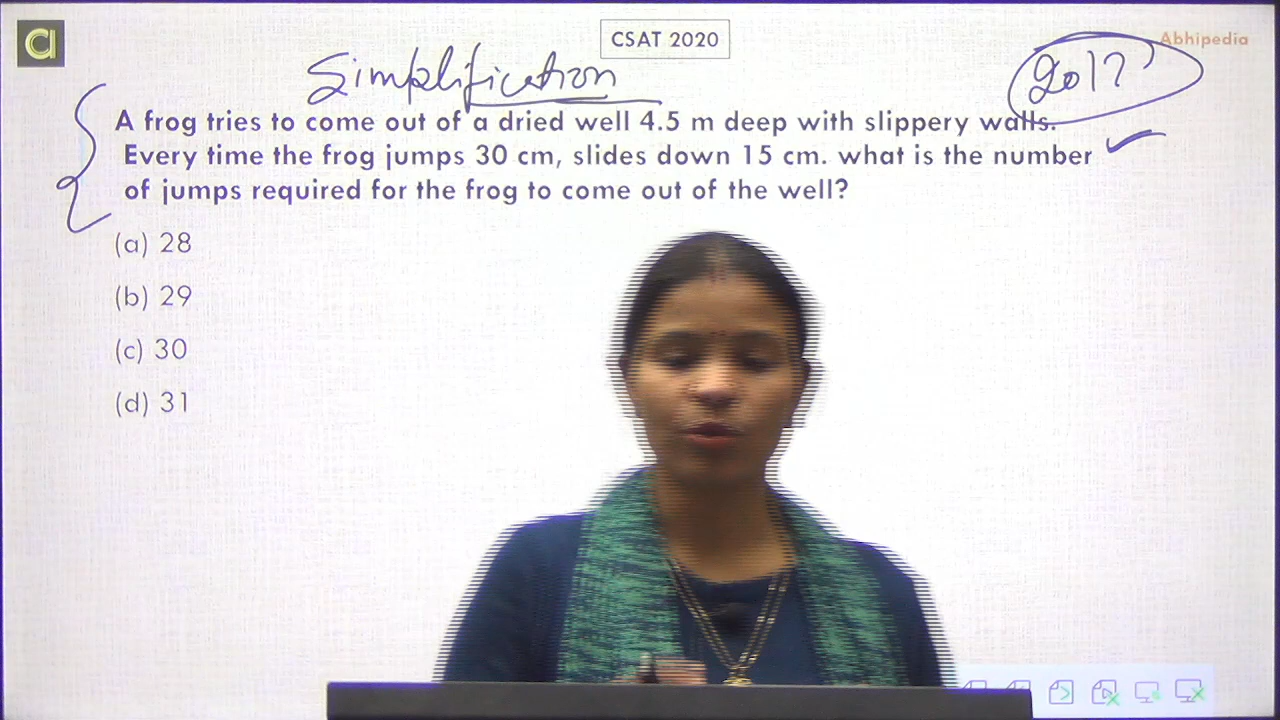 CSAT 2020
Abhipedia
Simplification
201??
A frog tries to come out of a dried well 4.5 m deep with slippery walls.
Every time the frog jumps 30 cm, slides down 15 cm. what is the number
of jumps required for the frog to come out of the well?
(a) 28
(b) 29
(c) 30
(d) 31